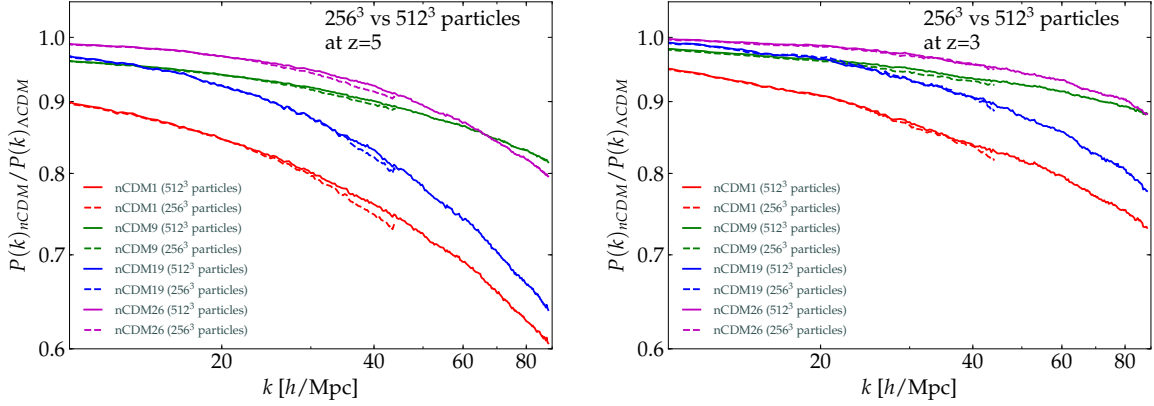 256³ vs 512³ particles
at z=5
1.0
0.9
0.8
0.7
0.6
P(k)nCDM/P(k)ΛCDM
nCDM1 (512³ particles)
nCDM1 (256³ particles)
nCDM9 (512³ particles)
nCDM9 (256³ particles)
nCDM19 (512³ particles)
nCDM19 (256³ particles)
nCDM26 (512³ particles)
nCDM26 (256³ particles)
20 40 60 80
k [h/Mpc]
256³ vs 512³ particles
at z=3
1.0
0.9
0.8
0.7
0.6
P(k)nCDM/P(k)ΛCDM
nCDM1 (512³ particles)
nCDM1 (256³ particles)
nCDM9 (512³ particles)
nCDM9 (256³ particles)
nCDM19 (512³ particles)
nCDM19 (256³ particles)
nCDM26 (512³ particles)
nCDM26 (256³ particles)
20 40 60 80
k [h/Mpc]